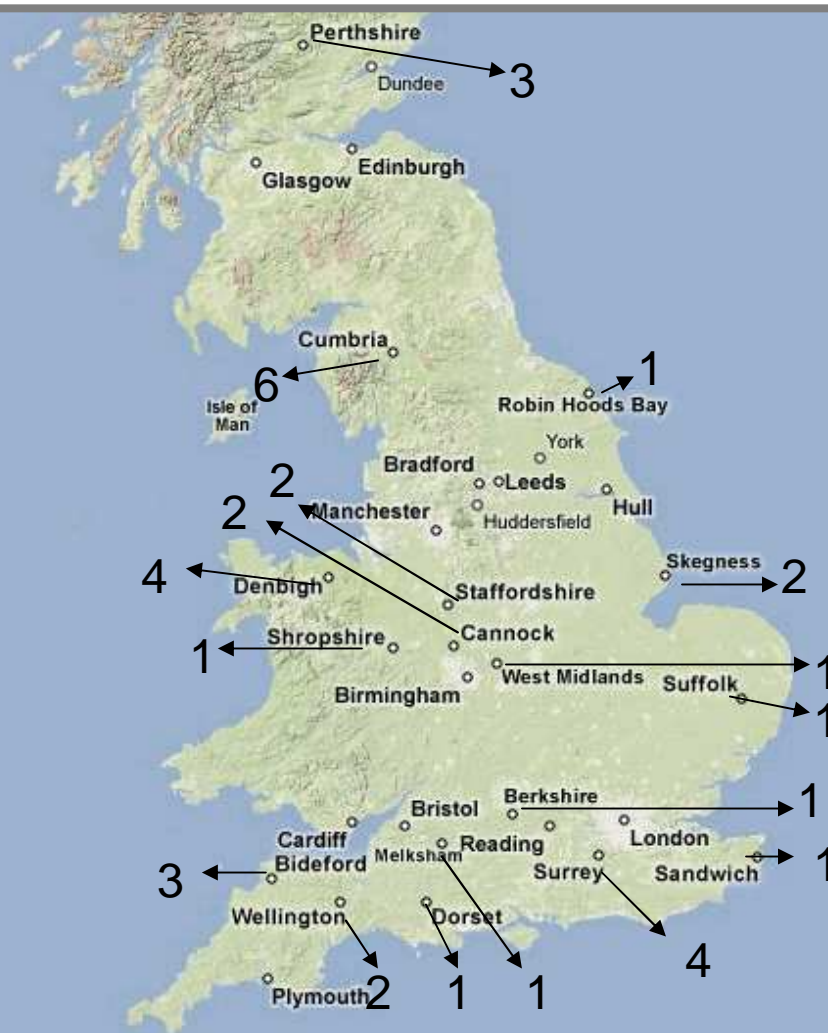 Perthshire
3
Dundee
Edinburgh
Glasgow
Cumbria
6
1
Isle of
Man
Robin Hoods Bay
York
Bradford
Leeds
2
Hull
2
Manchester
Huddersfield
Skegness
4
Denbigh
2
Staffordshire
Shropshire
Cannock
1
1
West Midlands
Suffolk
Birmingham
1
Berkshire
1
Bristol
Cardiff
London
Reading
Melksham
Bideford
1
Surrey
Sandwich
3
Wellington
Dorset
4
Plymouth
2
1
1